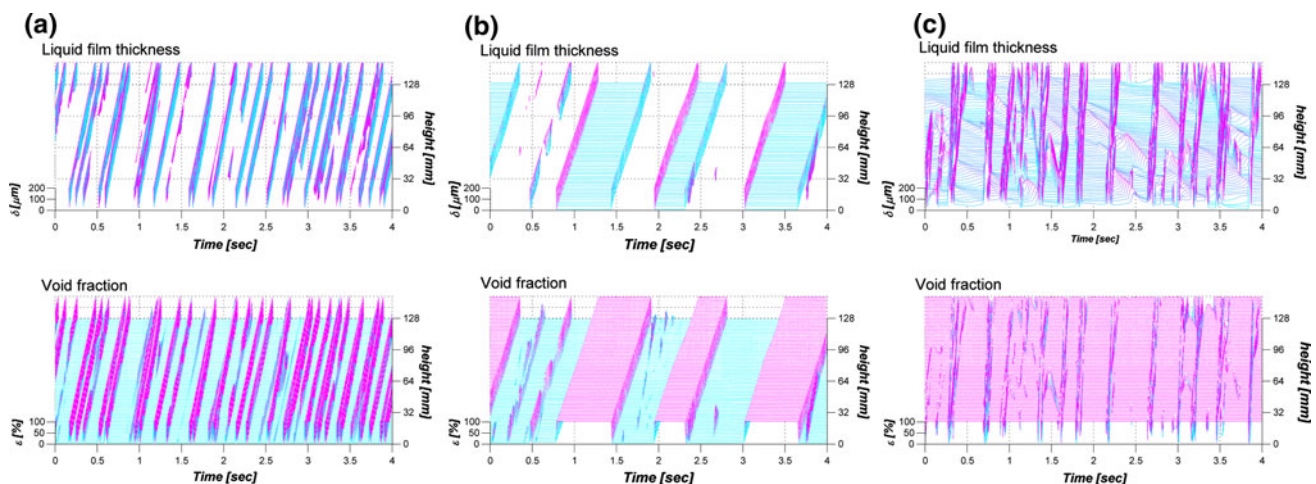 (a)
Liquid film thickness
128
96
64
32
0
height [mm]
200
100
0
δ [μm]
0 0.5 1 1.5 2 2.5 3 3.5 4
Time [sec]
Void fraction
128
96
64
32
0
height [mm]
100
50
0
ε [%]
0 0.5 1 1.5 2 2.5 3 3.5 4
Time [sec]
(b)
Liquid film thickness
128
96
64
32
0
height [mm]
200
100
0
δ [μm]
0 0.5 1 1.5 2 2.5 3 3.5 4
Time [sec]
Void fraction
128
96
64
32
0
height [mm]
100
50
0
ε [%]
0 0.5 1 1.5 2 2.5 3 3.5 4
Time [sec]
(c)
Liquid film thickness
128
96
64
32
0
height [mm]
200
100
0
δ [μm]
0 0.5 1 1.5 2 2.5 3 3.5 4
Time [sec]
Void fraction
128
96
64
32
0
height [mm]
100
50
0
ε [%]
0 0.5 1 1.5 2 2.5 3 3.5 4
Time [sec]